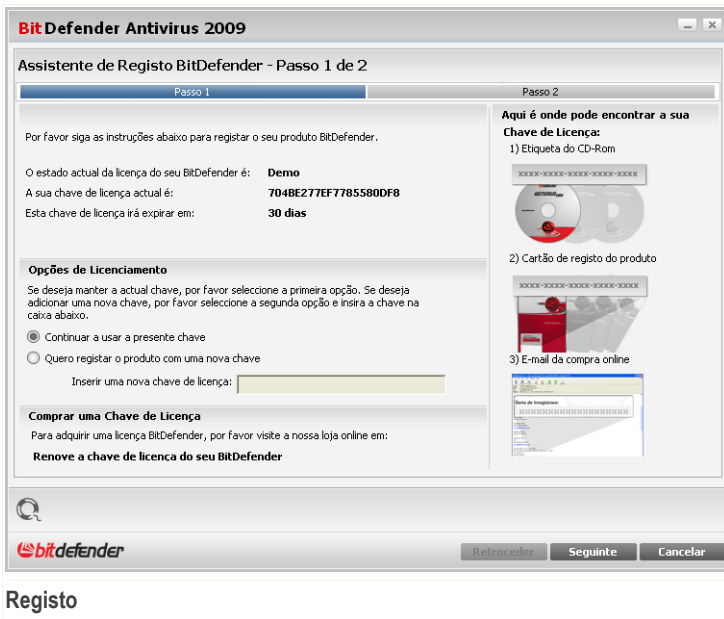 BitDefender Antivirus 2009
Assistente de Registo BitDefender - Passo 1 de 2
Passo 1
Passo 2
Por favor siga as instruções abaixo para registar o seu produto BitDefender.
O estado actual da licença do seu BitDefender é: Demo
A sua chave de licença actual é: 704BE277EF7785580DF8
Esta chave de licença irá expirar em: 30 dias
Opções de Licenciamento
Se deseja manter a actual chave, por favor seleccione a primeira opção. Se deseja
adicionar uma nova chave, por favor seleccione a segunda opção e insira a chave na
caixa abaixo.
Continuar a usar a presente chave
Quero registar o produto com uma nova chave
Inserir uma nova chave de licença:
Comprar uma Chave de Licença
Para adquirir uma licença BitDefender, por favor visite a nossa loja online em:
Renove a chave de licença do seu BitDefender
Aqui é onde pode encontrar a sua
Chave de Licença:
1) Etiqueta do CD-Rom
XXXX-XXXX-XXXX-XXXX-XXXX
2) Cartão de registo do produto
XXXX-XXXX-XXXX-XXXX-XXXX
3) E-mail da compra online
bitdefender
Retroceder
Seguinte
Cancelar
Registo